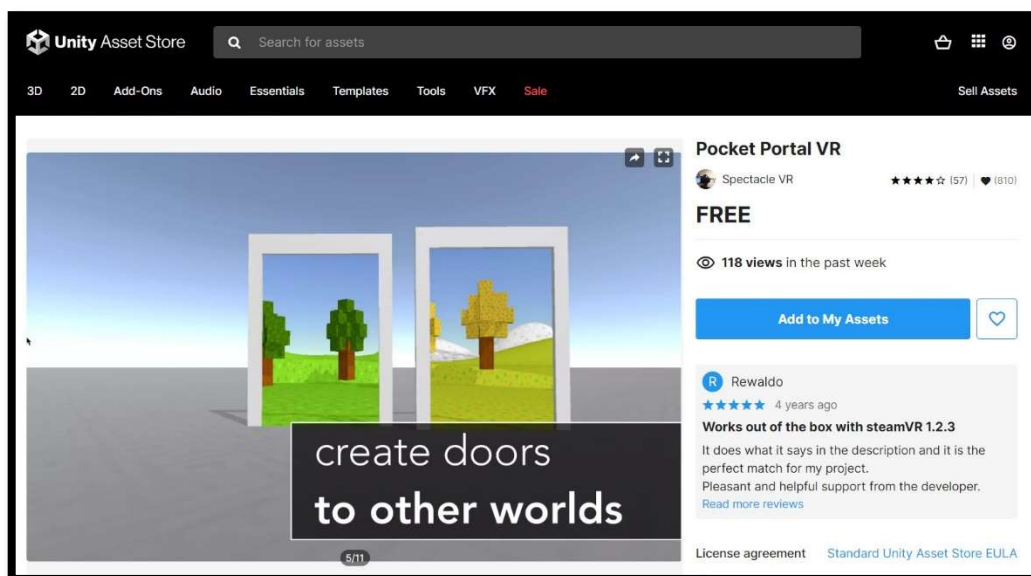 Unity Asset Store
Search for assets
3D 2D Add-Ons Audio Essentials Templates Tools VFX Sale Sell Assets
create doors
to other worlds
5/11
Pocket Portal VR
Spectacle VR ★★★★☆ (57) ♥ (810)
FREE
118 views in the past week
Add to My Assets
R Rewaldo
★★★★★ 4 years ago
Works out of the box with steamVR 1.2.3
It does what it says in the description and it is the
perfect match for my project.
Pleasant and helpful support from the developer.
Read more reviews
License agreement Standard Unity Asset Store EULA